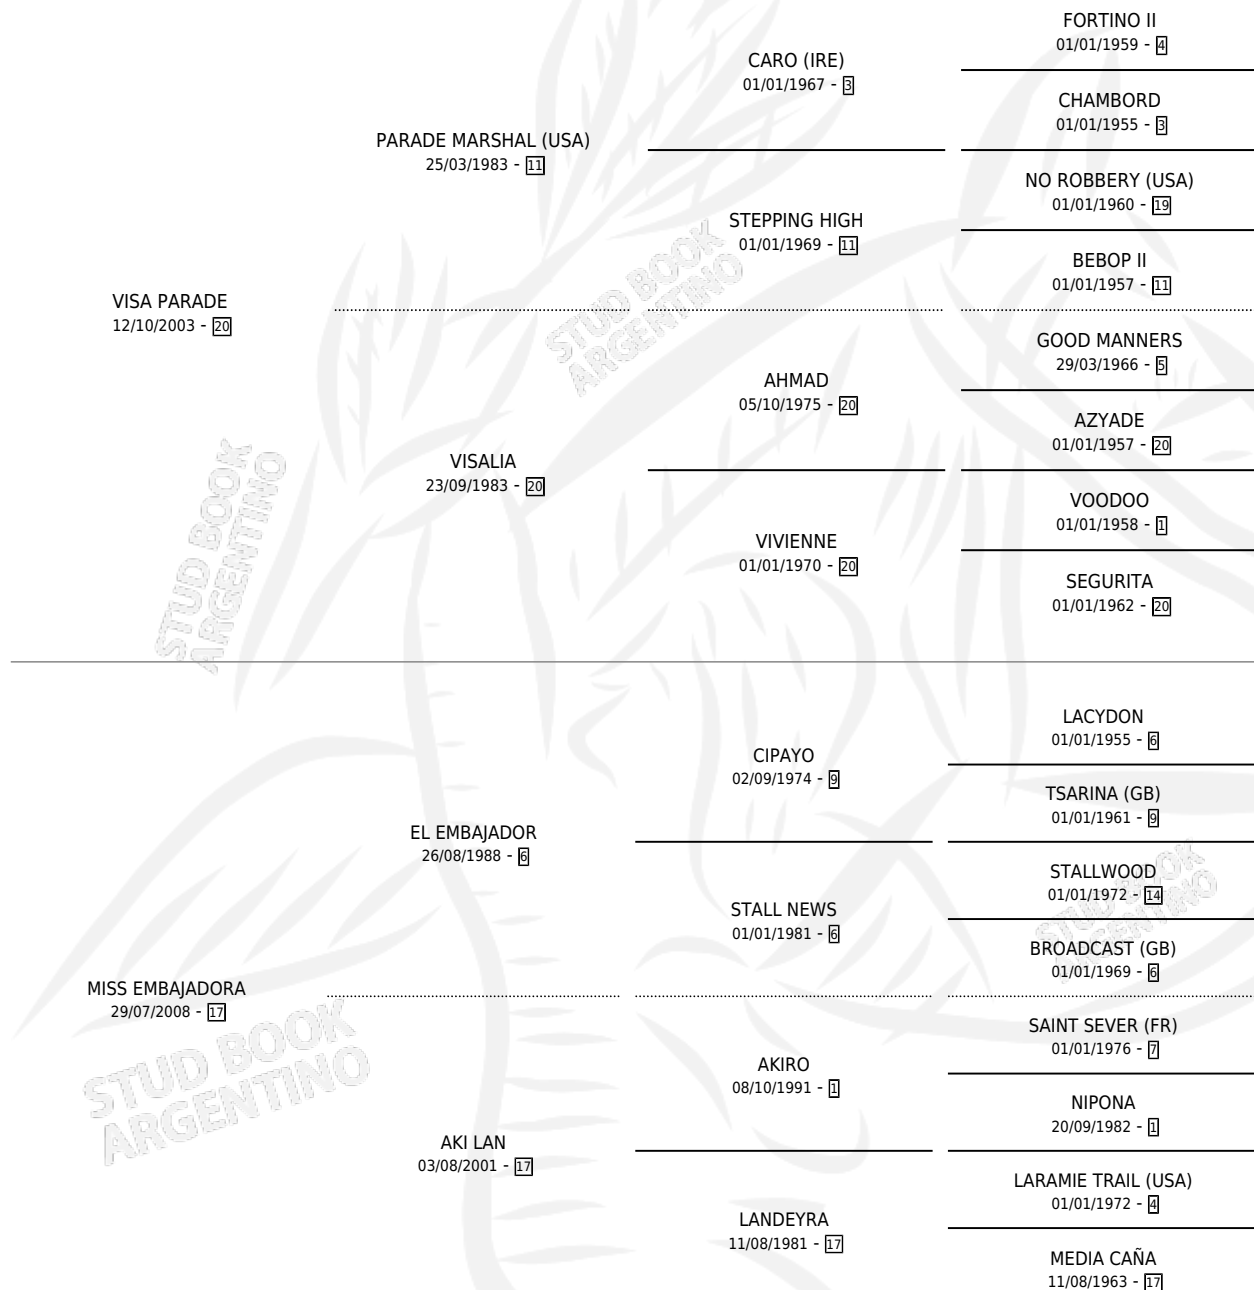 FORTINO II
01/01/1959 - 4
CARO (IRE)
01/01/1967 - 3
CHAMBORD
01/01/1955 - 3
PARADE MARSHAL (USA)
25/03/1983 - 11
NO ROBBERY (USA)
01/01/1960 - 19
STEPPING HIGH
01/01/1969 - 11
BEBOP II
01/01/1957 - 11
VISA PARADE
12/10/2003 - 20
GOOD MANNERS
29/03/1966 - 5
AHMAD
05/10/1975 - 20
AZYADE
01/01/1957 - 20
VISALIA
23/09/1983 - 20
VOODOO
01/01/1958 - 1
VIVIENNE
01/01/1970 - 20
SEGURITA
01/01/1962 - 20
STUD BOOK
ARGENTINO
STUD BOOK
ARGENTINO
LACYDON
01/01/1955 - 6
CIPAYO
02/09/1974 - 9
TSARINA (GB)
01/01/1961 - 9
EL EMBAJADOR
26/08/1988 - 6
STALLWOOD
01/01/1972 - 14
STALL NEWS
01/01/1981 - 6
BROADCAST (GB)
01/01/1969 - 6
MISS EMBAJADORA
29/07/2008 - 17
SAINT SEVER (FR)
01/01/1976 - 7
AKIRO
08/10/1991 - 1
NIPONA
20/09/1982 - 1
AKI LAN
03/08/2001 - 17
LARAMIE TRAIL (USA)
01/01/1972 - 4
LANDEYRA
11/08/1981 - 17
MEDIA CAÑA
11/08/1963 - 17
STUD BOOK
ARGENTINO
STUD BOOK
ARGENTINO